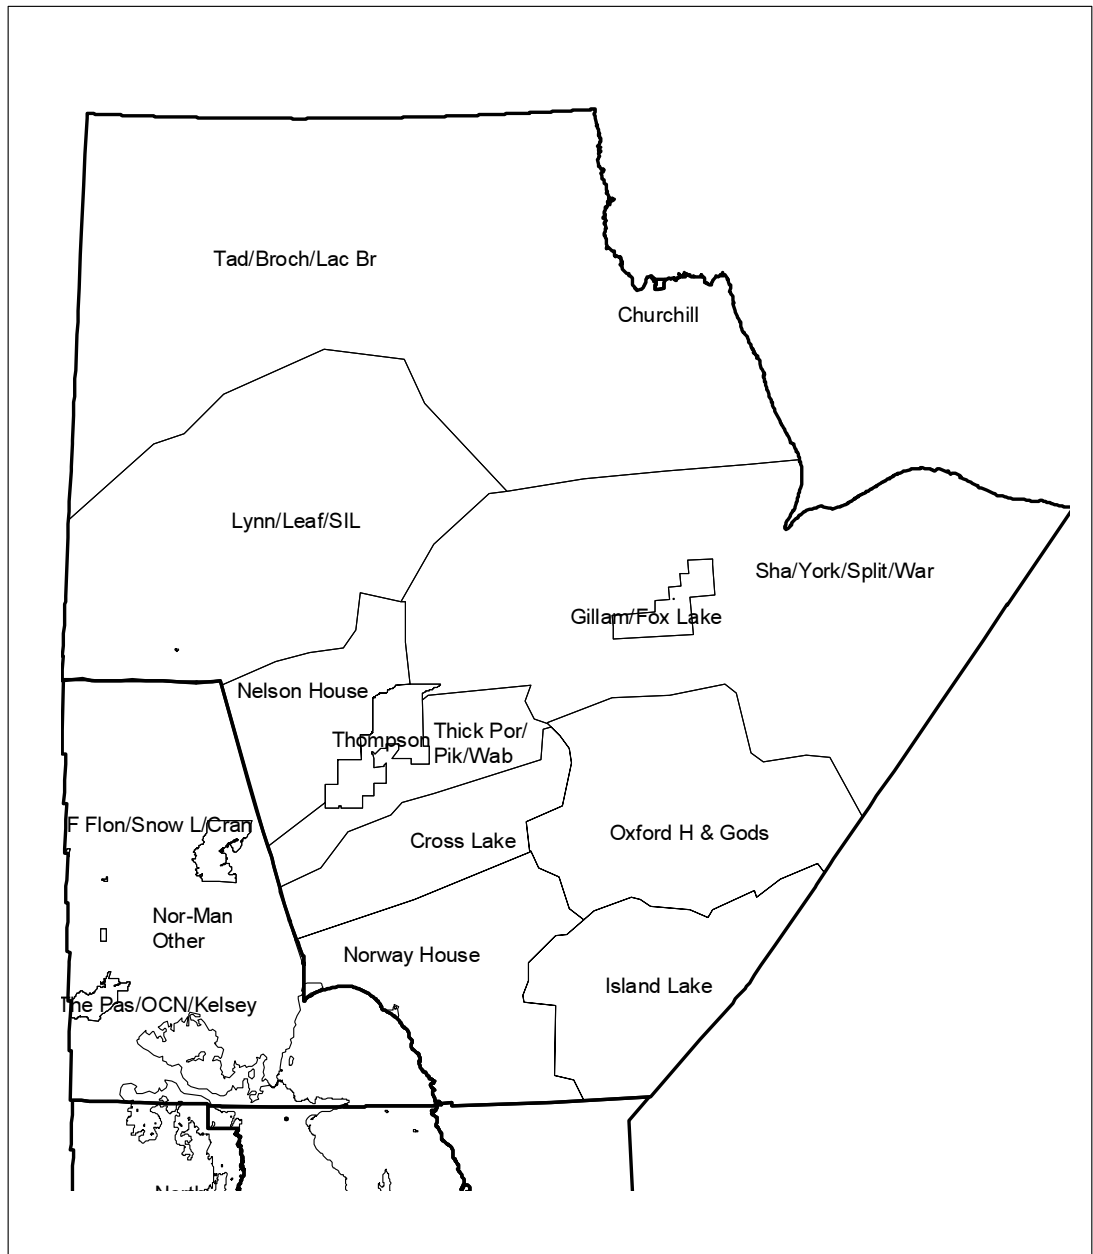 Tad/Broch/Lac Br
Churchill
Lynn/Leaf/SIL
Sha/York/Split/War
Gillam/Fox Lake
Nelson House
Thompson
Thick Por/
Pik/Wab
F Flon/Snow L/Cran
Cross Lake
Oxford H & Gods
Nor-Man
Other
Norway House
Island Lake
The Pas/OCN/Kelsey